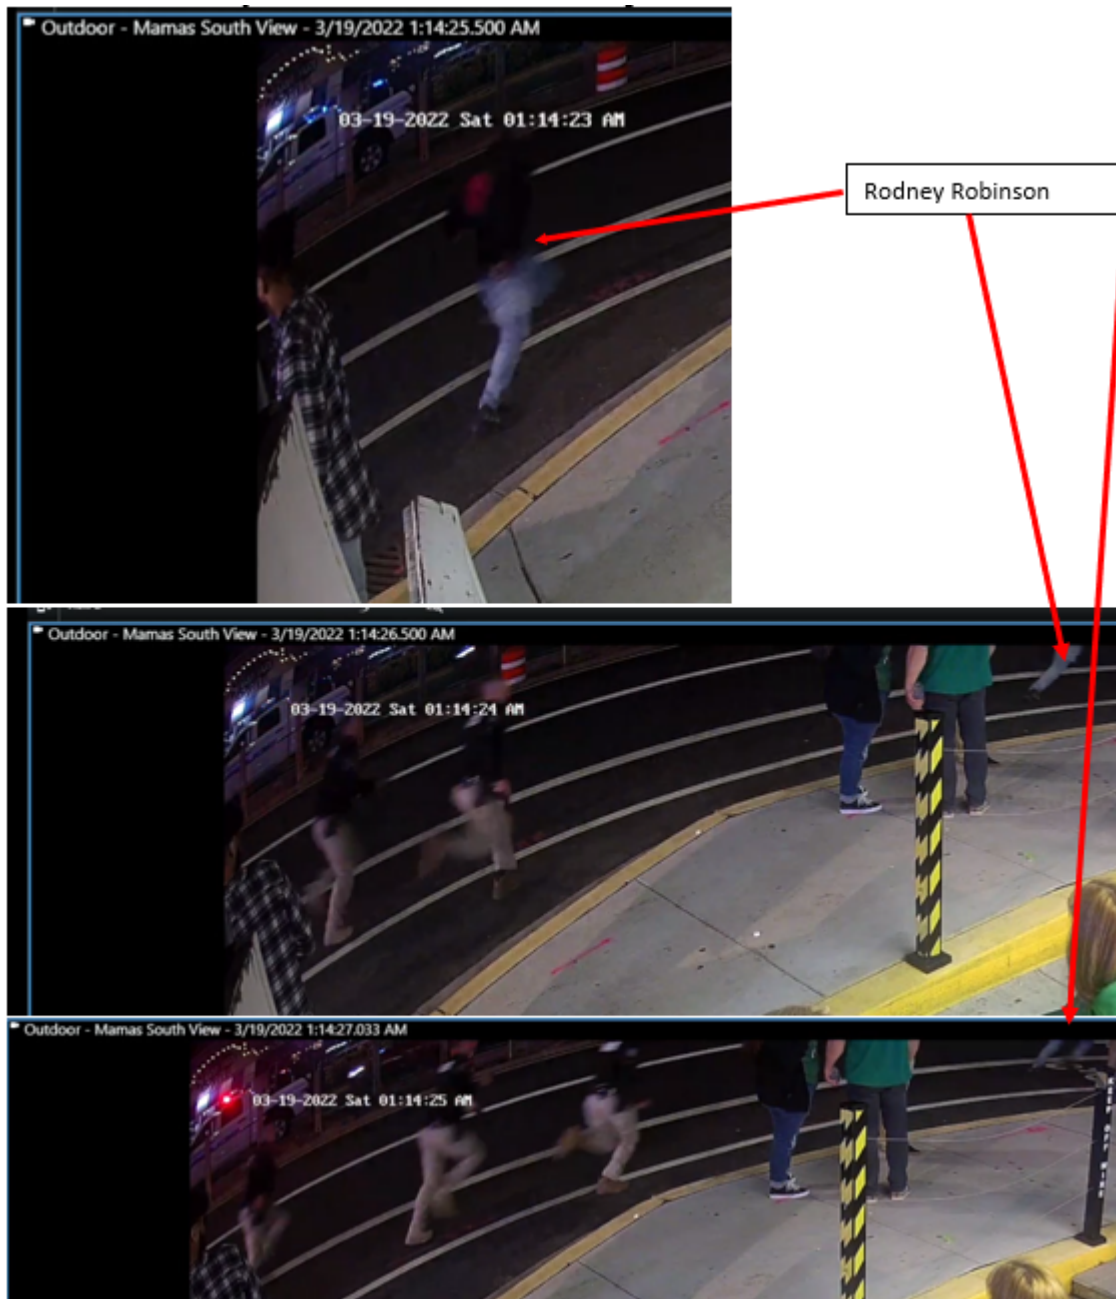 Outdoor - Mamas South View - 3/19/2022 1:14:25.500 AM
03-19-2022 Sat 01:14:23 AM
Rodney Robinson
Outdoor - Mamas South View - 3/19/2022 1:14:26.500 AM
03-19-2022 Sat 01:14:24 AM
Outdoor - Mamas South View - 3/19/2022 1:14:27.033 AM
03-19-2022 Sat 01:14:25 AM